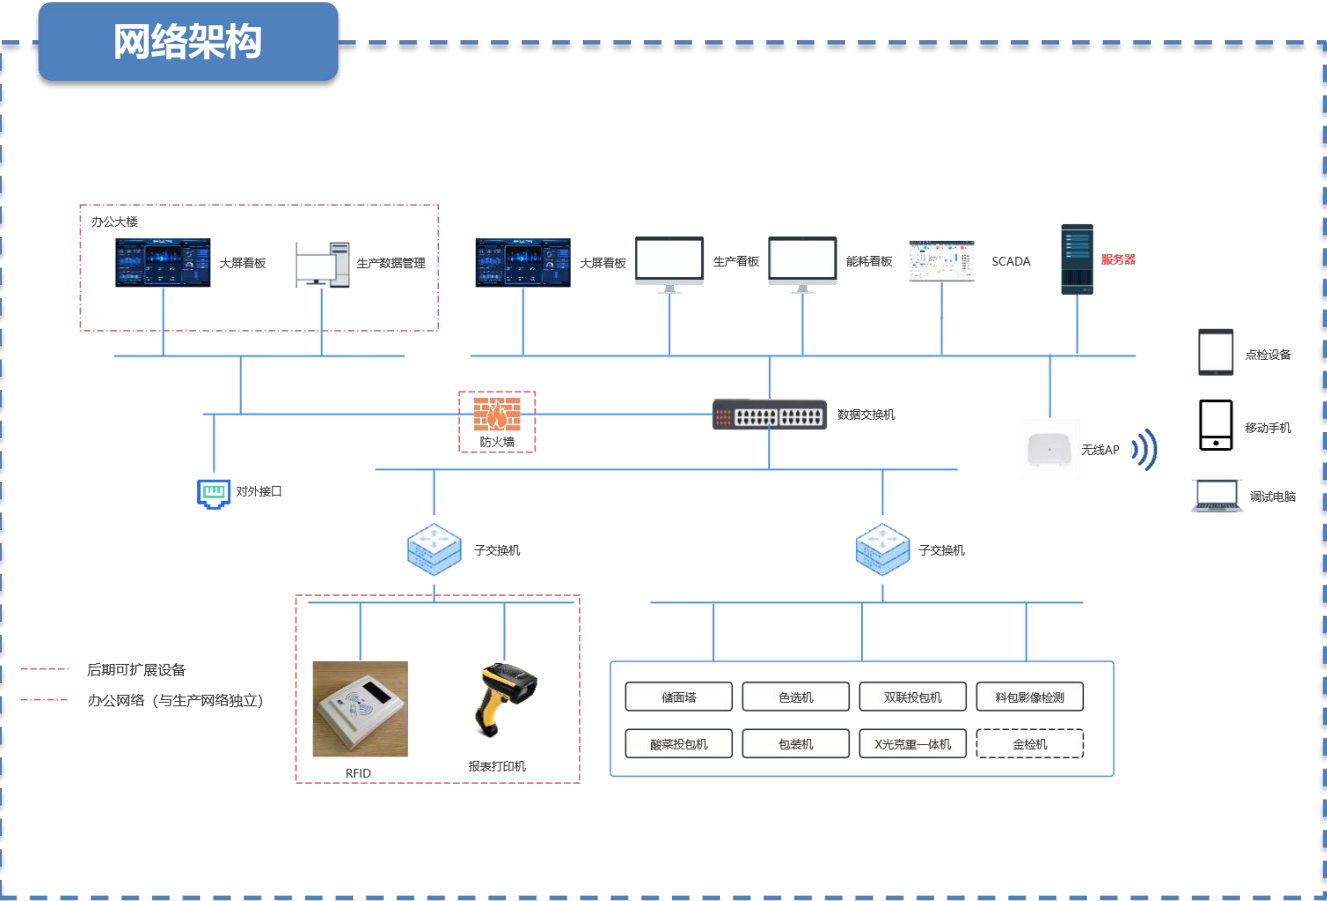 网络架构
办公大楼
大屏看板
生产数据管理
大屏看板
生产看板
能耗看板
SCADA
服务器
点检设备
移动手机
调试电脑
防火墙
数据交换机
无线AP
对外接口
子交换机
子交换机
后期可扩展设备
办公网络（与生产网络独立）
RFID
报表打印机
储面塔
色选机
双联投包机
料包影像检测
酸菜投包机
包装机
X光克重一体机
金检机